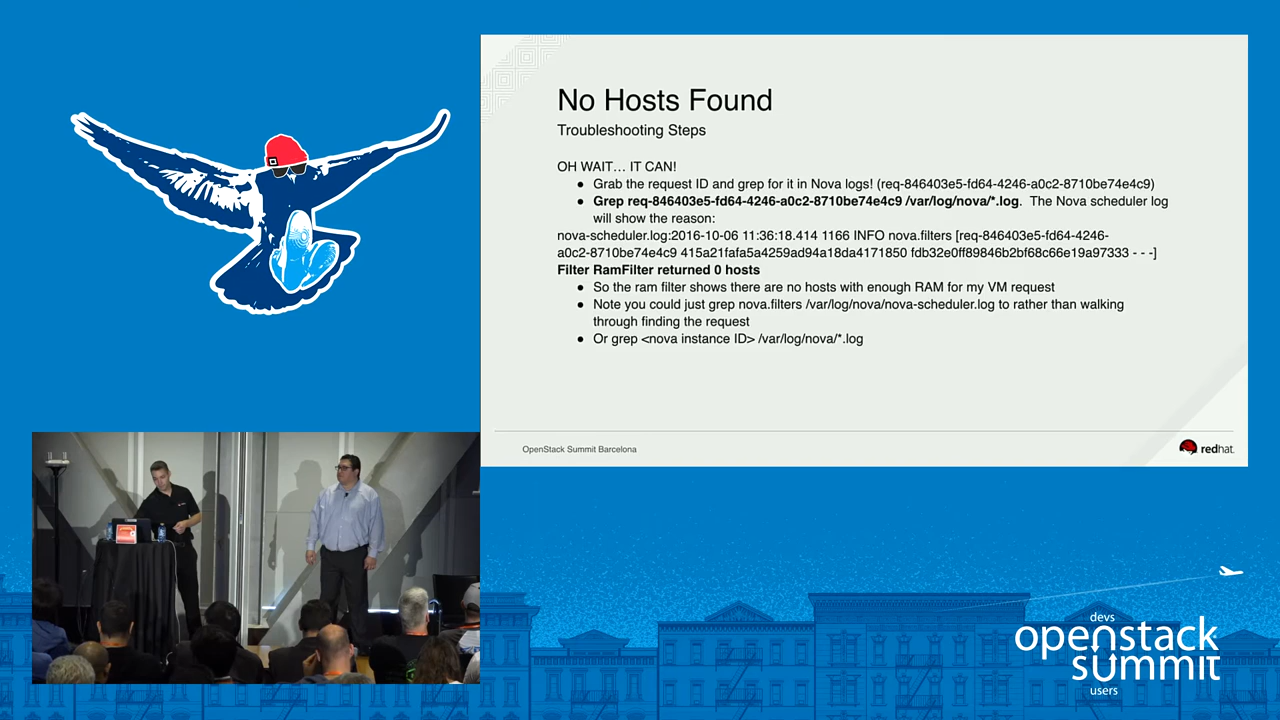 No Hosts Found
Troubleshooting Steps
OH WAIT… IT CAN!
● Grab the request ID and grep for it in Nova logs! (req-846403e5-fd64-4246-a0c2-8710be74e4c9)
● Grep req-846403e5-fd64-4246-a0c2-8710be74e4c9 /var/log/nova/*.log. The Nova scheduler log
will show the reason:
nova-scheduler.log:2016-10-06 11:36:18.414 1166 INFO nova.filters [req-846403e5-fd64-4246-
a0c2-8710be74e4c9 415a21fafa5a4259ad94a18da4171850 fdb32e0ff89846b2bf68c66e19a97333 - - -]
Filter RamFilter returned 0 hosts
● So the ram filter shows there are no hosts with enough RAM for my VM request
● Note you could just grep nova.filters /var/log/nova/nova-scheduler.log to rather than walking
through finding the request
● Or grep <nova instance ID> /var/log/nova/*.log
OpenStack Summit Barcelona
redhat.
devs
openstack
summit
users